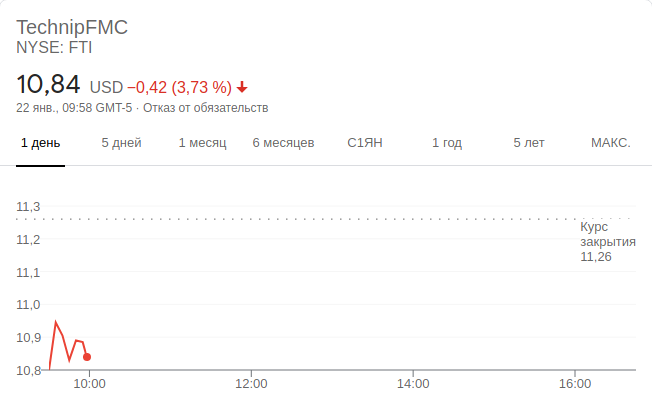 TechnipFMC
NYSE: FTI
10,84 USD −0,42 (3,73 %)
22 янв., 09:58 GMT-5 · Отказ от обязательств
1 день 5 дней 1 месяц 6 месяцев С1ЯН 1 год 5 лет МАКС.
11,3
Курс
11,2 закрытия
11,26
11,1
11,0
10,9
10,8
10:00 12:00 14:00 16:00